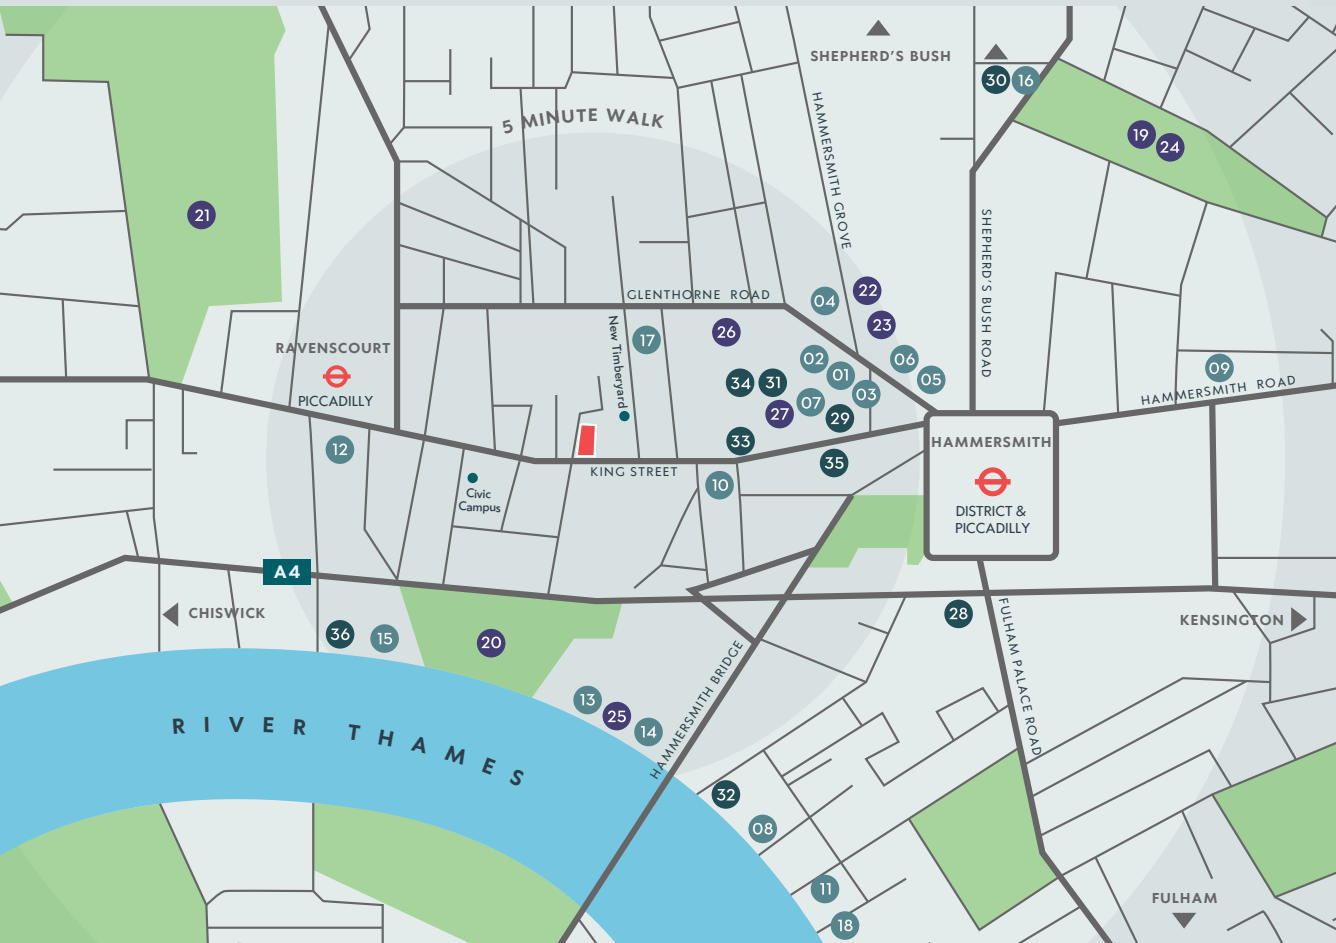 SHEPHERD'S BUSH
30
16
5 MINUTE WALK
HAMMERSMITH GROVE
19
24
21
SHEPHERD'S BUSH ROAD
GLENTHORNE ROAD
04
22
23
New Timberyard
17
26
RAVENSCOURT
PICCADILLY
02
01
06
05
09
HAMMERSMITH ROAD
34
31
07
03
27
29
33
35
12
HAMMERSMITH
DISTRICT &
PICCADILLY
KING STREET
10
Civic
Campus
A4
CHISWICK
36
15
20
28
KENSINGTON
FULHAM PALACE ROAD
HAMMERSMITH BRIDGE
13
25
14
RIVER THAMES
32
08
11
18
FULHAM